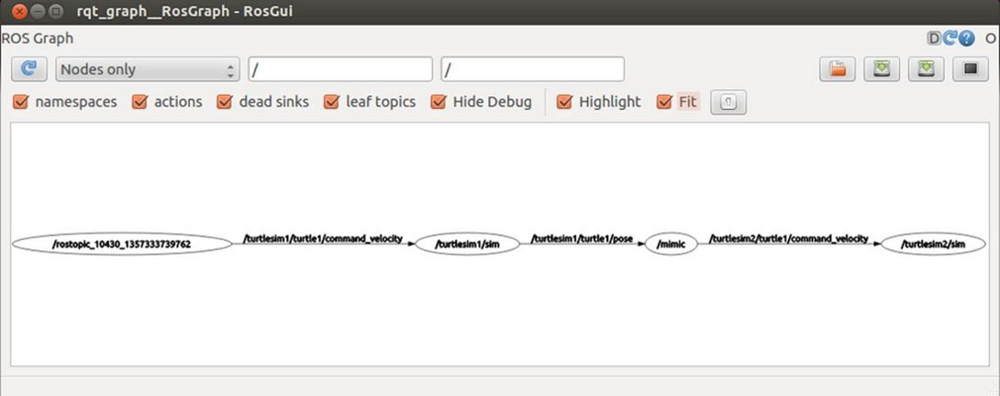 rqt_graph__RosGraph - RosGui
ROS Graph D ? O
Nodes only / /
namespaces actions dead sinks leaf topics Hide Debug Highlight Fit
/turtlesim1/turtle1/command_velocity /turtlesim1/turtle1/pose /turtlesim2/turtle1/command_velocity
/rostopic_10430_1357333739762 /turtlesim1/sim /mimic /turtlesim2/sim